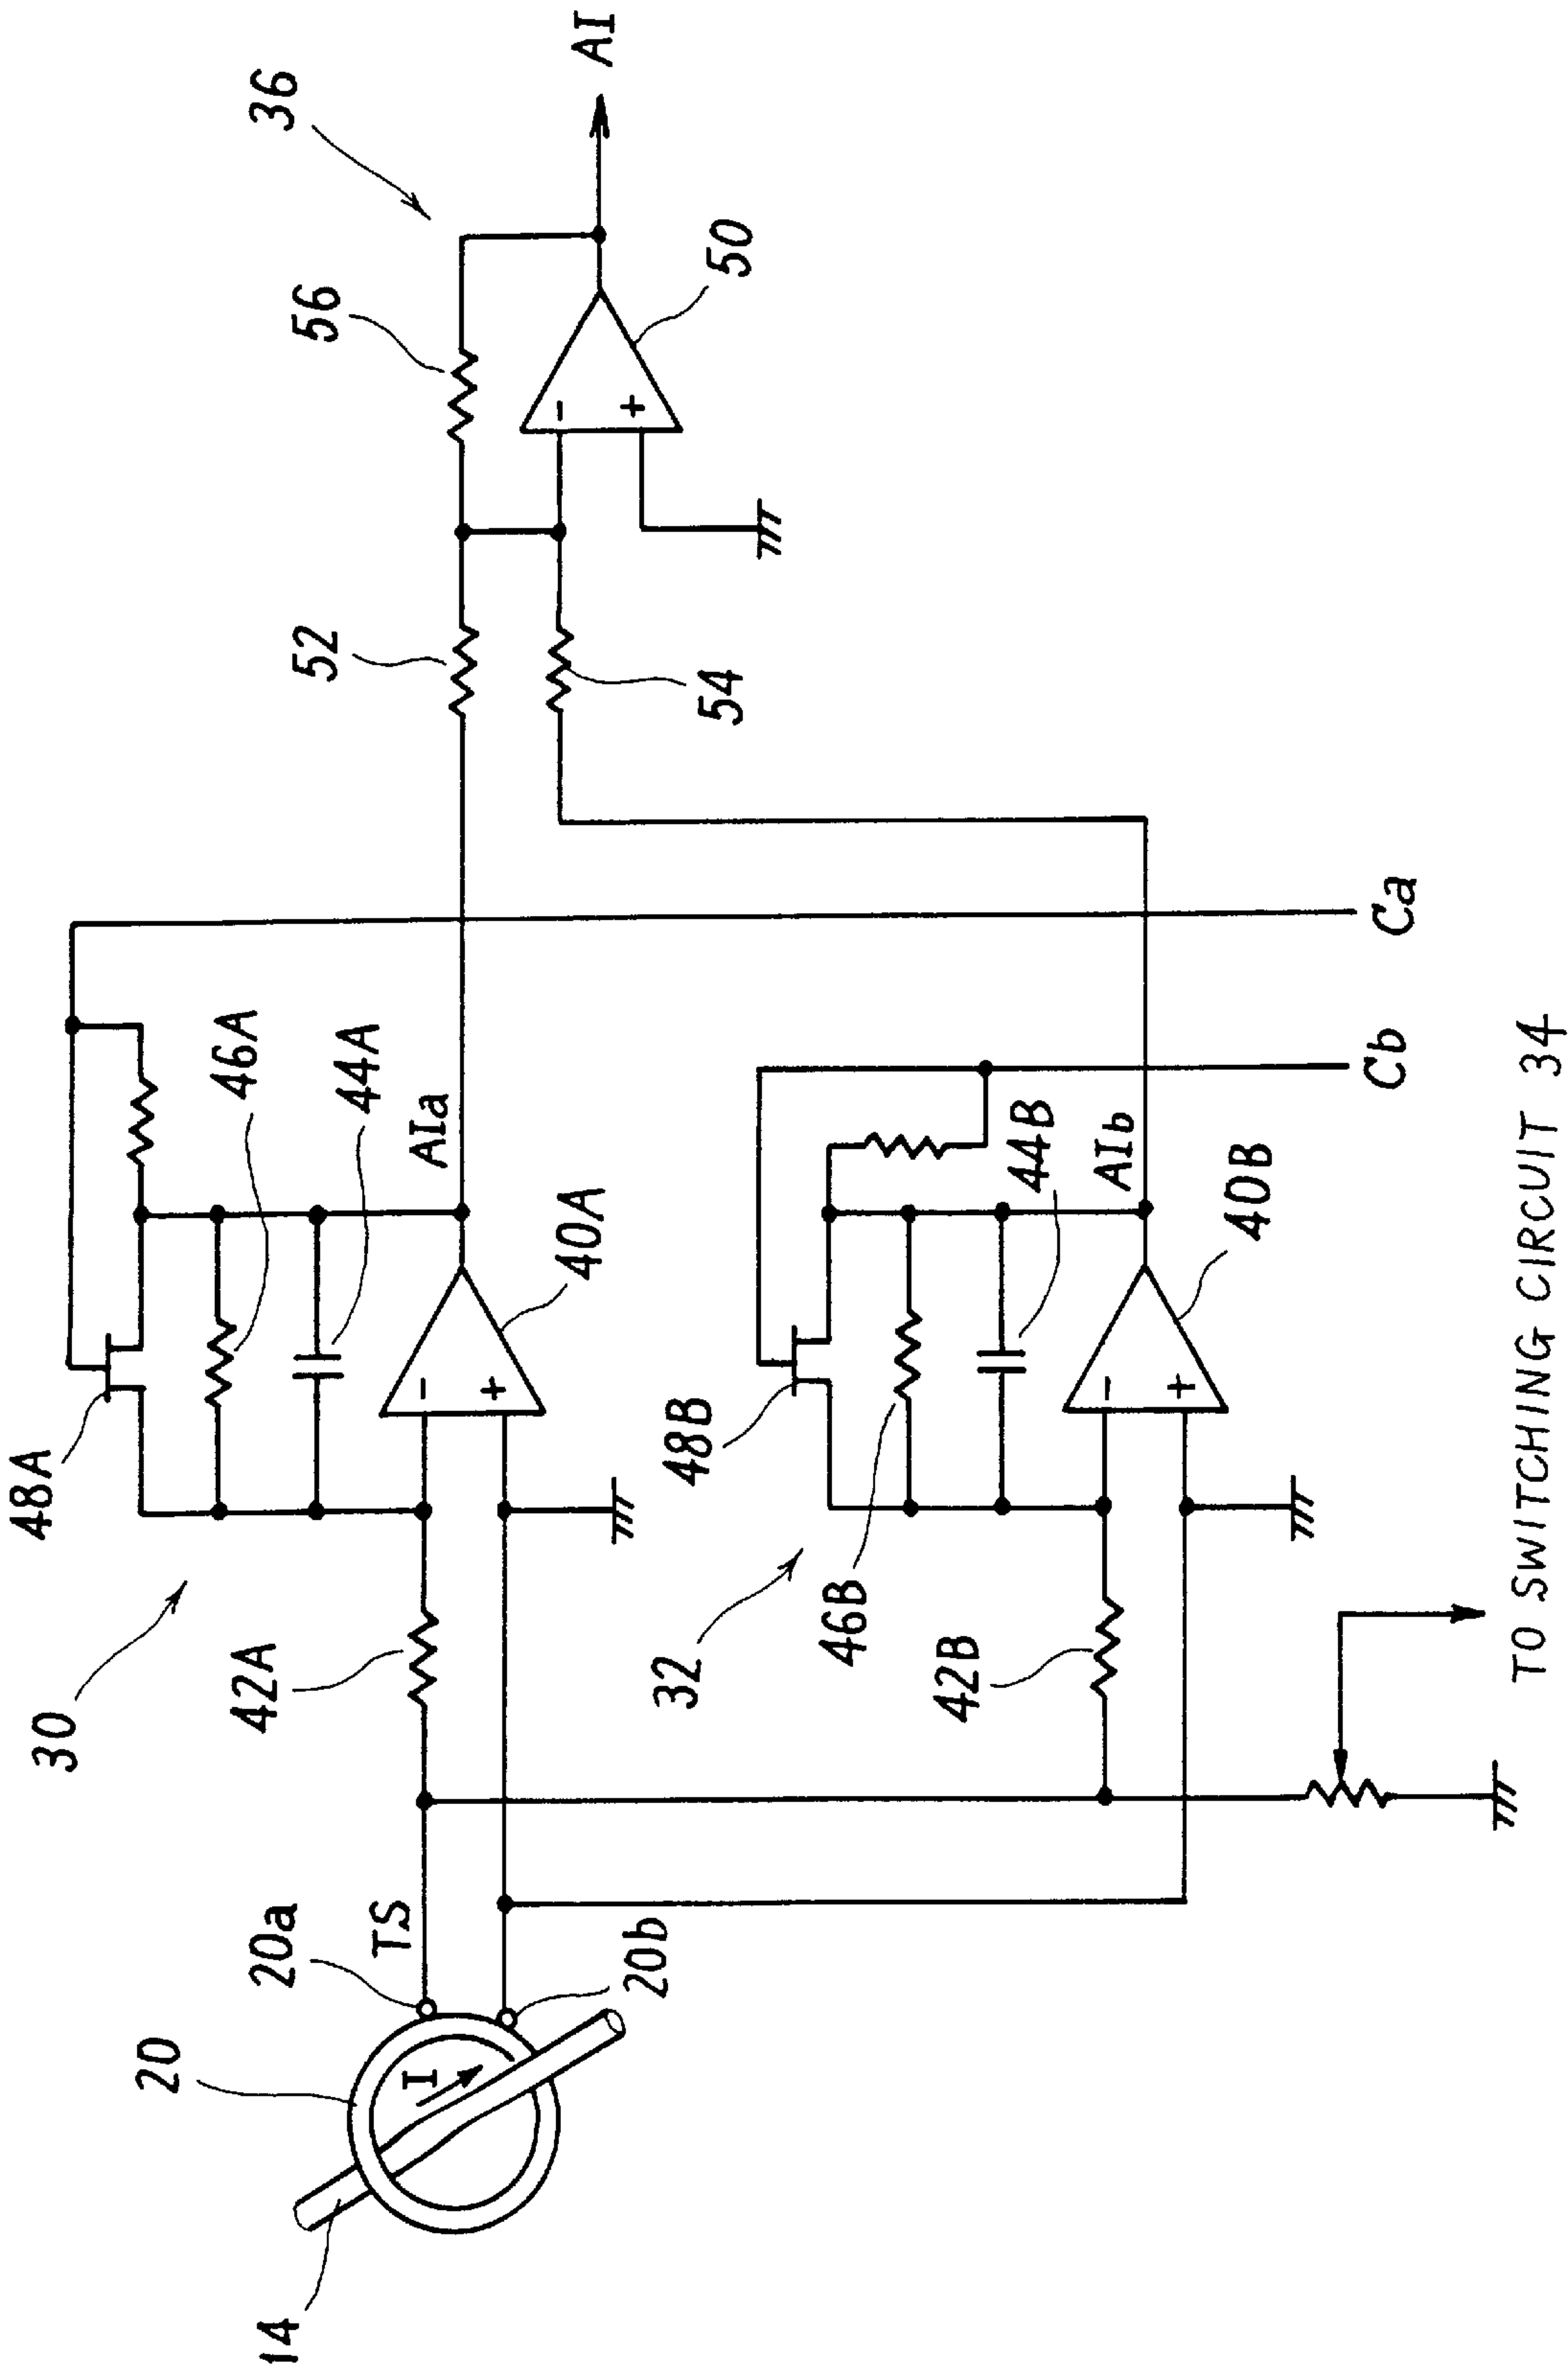 36
AI
56
50
52
54
48A
46A
44A
AIa
40A
30
42A
Ca
Cb
48B
46B
44B
AIb
40B
32
42B
20
20a
TS
20b
I
14
-
+
-
+
-
+
TO SWITCHING CIRCUIT 34